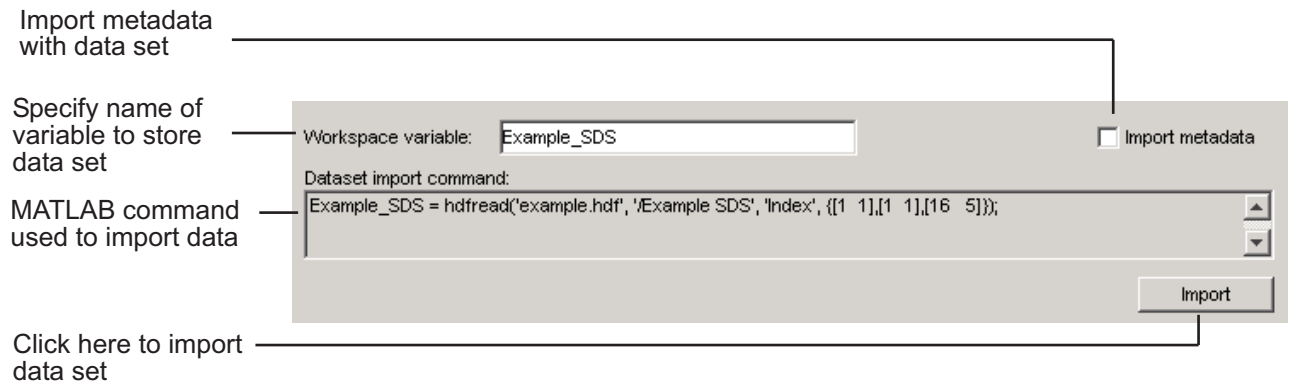 Import metadata
with data set
Specify name of
variable to store
data set
Workspace variable: Example_SDS Import metadata
Dataset import command:
MATLAB command
used to import data
Example_SDS = hdfread('example.hdf', '/Example SDS', 'Index', {[1  1],[1  1],[16   5]});
Import
Click here to import
data set